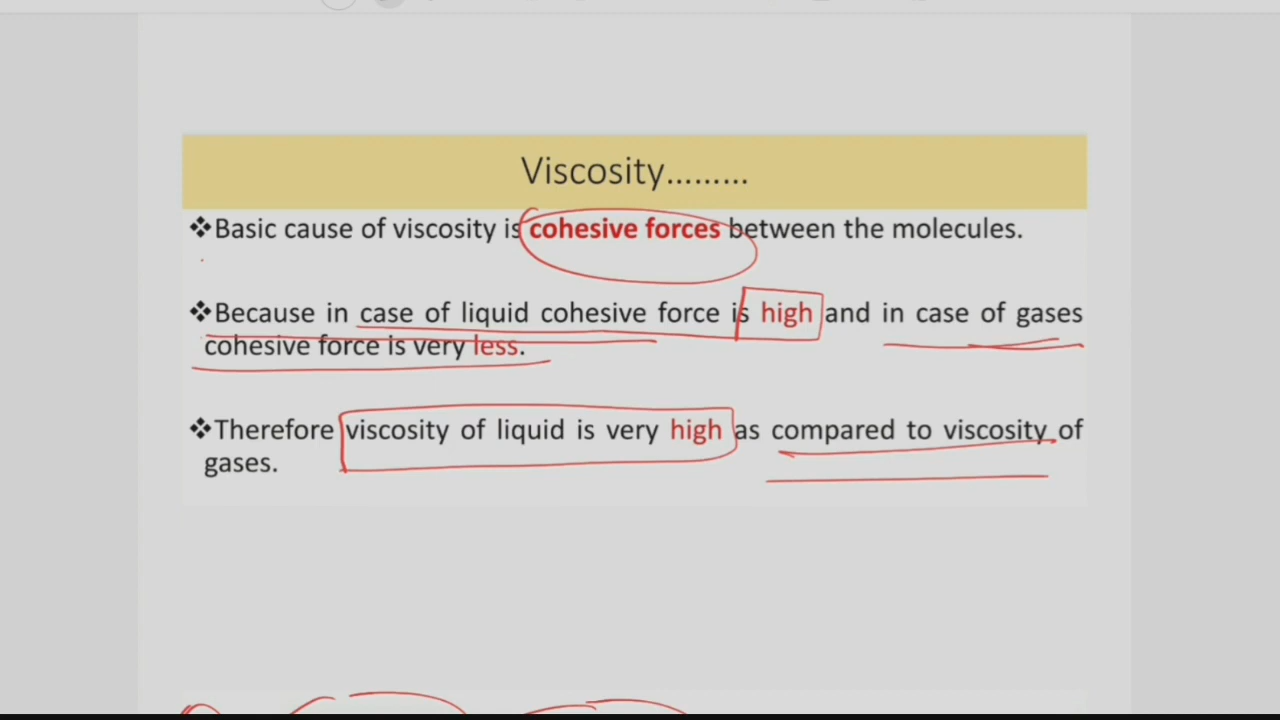 Viscosity.........
❖Basic cause of viscosity is cohesive forces between the molecules.
❖Because in case of liquid cohesive force is high and in case of gases
cohesive force is very less.
❖Therefore viscosity of liquid is very high as compared to viscosity of
gases.